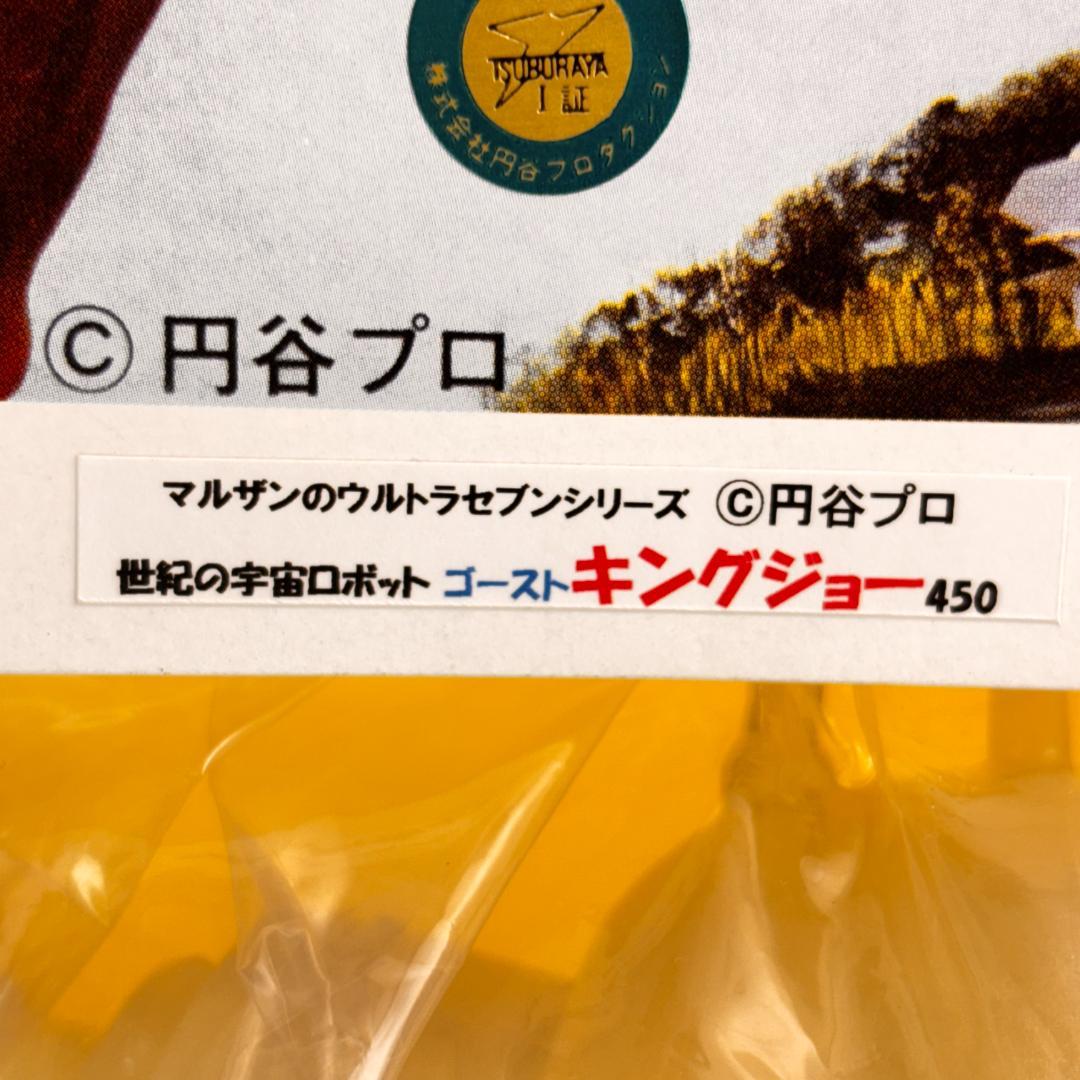 TSUBURAYA
証
株式会社円谷プロダクション
©円谷プロ
マルザンのウルトラセブンシリーズ ©円谷プロ
世紀の宇宙ロボット ゴーストキングジョー450